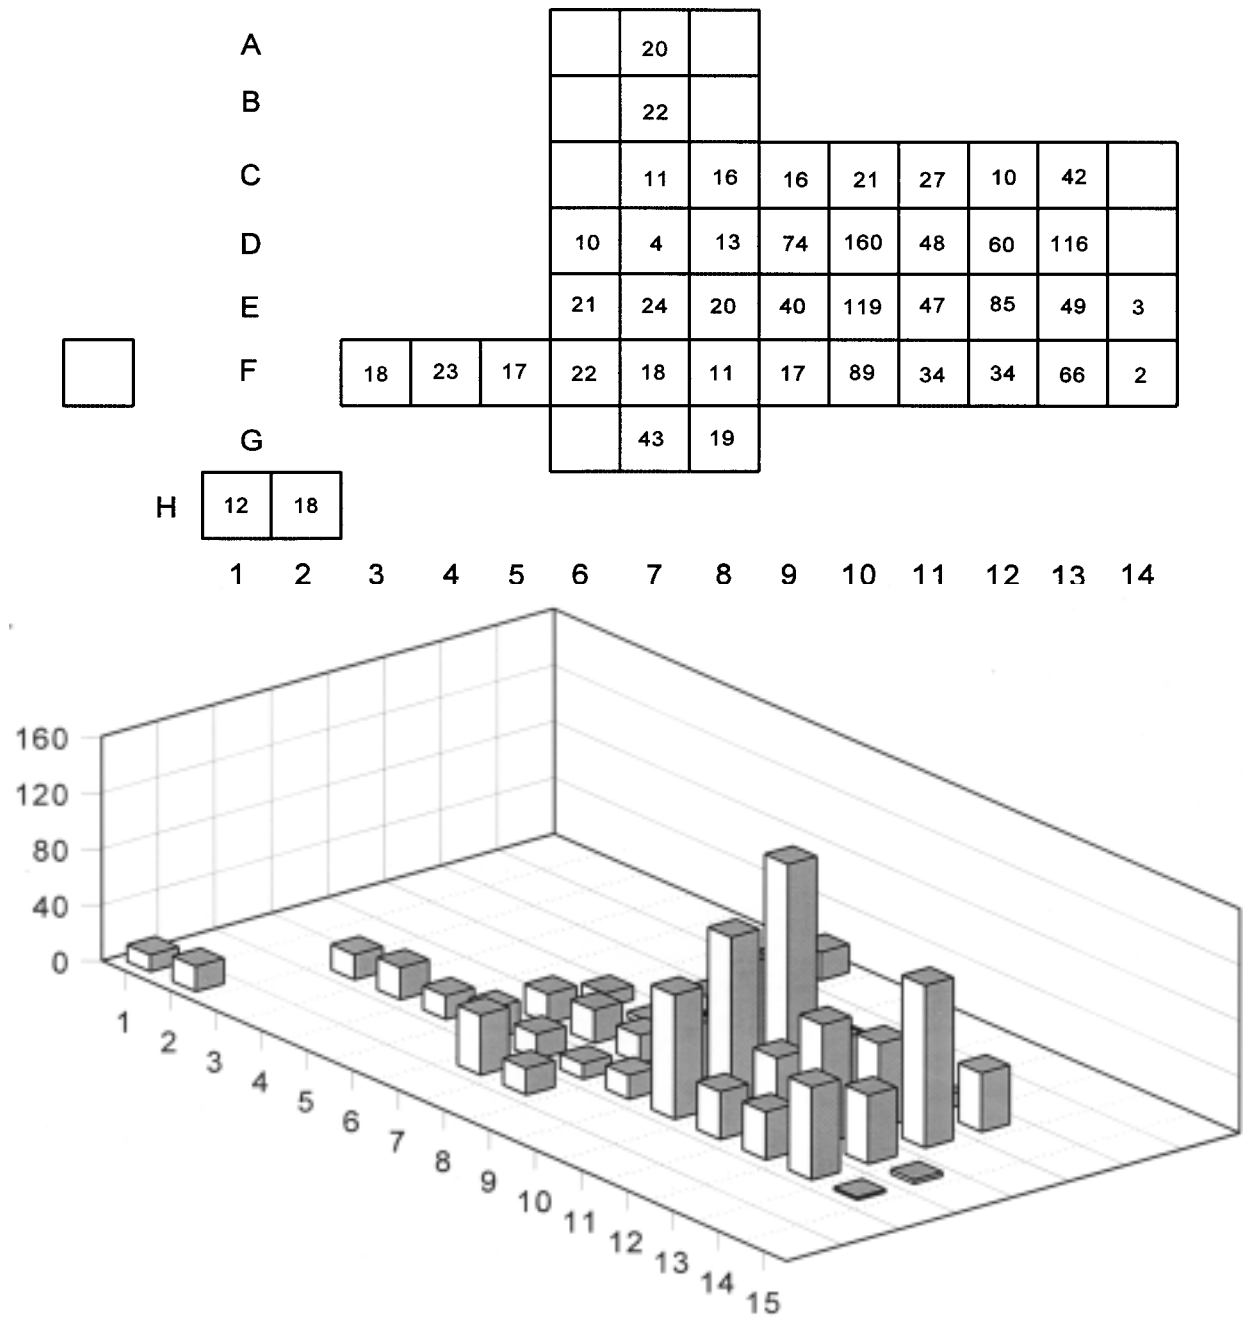 A 20
B 22
C 11 16 16 21 27 10 42
D 10 4 13 74 160 48 60 116
E 21 24 20 40 119 47 85 49 3
F 18 23 17 22 18 11 17 89 34 34 66 2
G 43 19
H 12 18
1 2 3 4 5 6 7 8 9 10 11 12 13 14
160
120
80
40
0
1 2 3 4 5 6 7 8 9 10 11 12 13 14 15